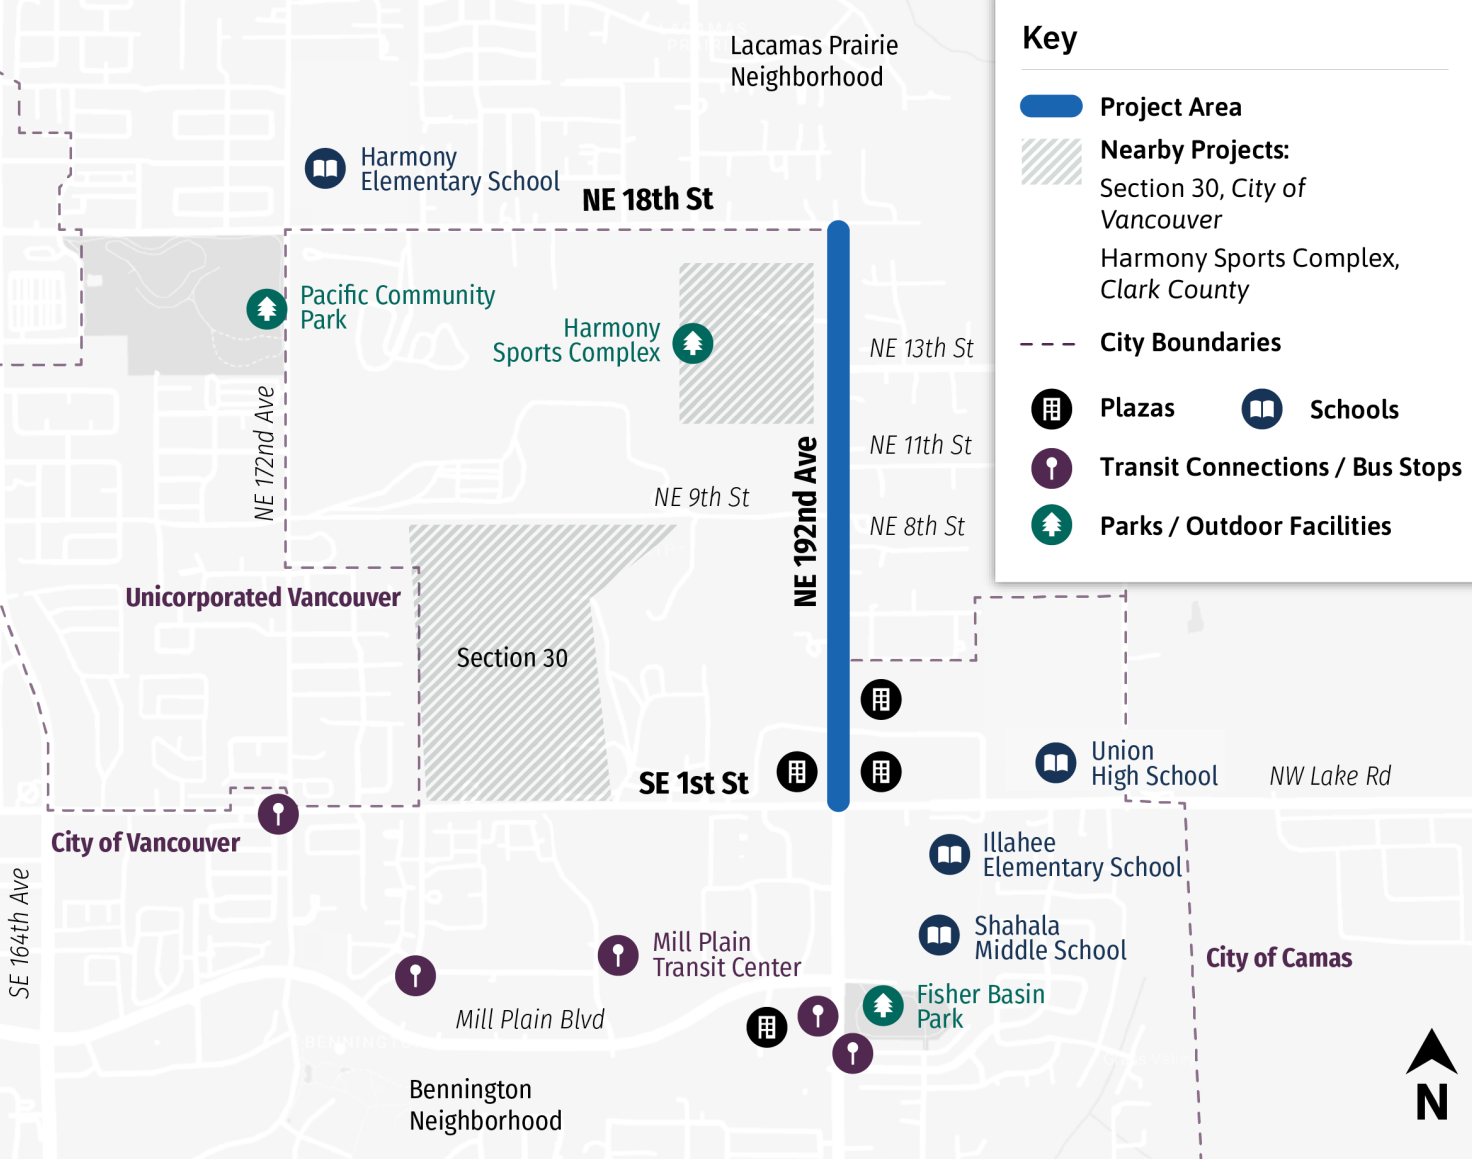 Lacamas Prairie
Neighborhood
Harmony
Elementary School
NE 18th St
Pacific Community
Park
Harmony
Sports Complex
NE 13th St
NE 172nd Ave
NE 11th St
NE 192nd Ave
NE 9th St
NE 8th St
Unicorporated Vancouver
Section 30
SE 1st St
Union
High School
NW Lake Rd
City of Vancouver
Illahee
Elementary School
SE 164th Ave
Shahala
Middle School
Mill Plain
Transit Center
City of Camas
Fisher Basin
Park
Mill Plain Blvd
Bennington
Neighborhood
N
Key
Project Area
Nearby Projects:
Section 30, City of
Vancouver
Harmony Sports Complex,
Clark County
City Boundaries
Plazas
Schools
Transit Connections / Bus Stops
Parks / Outdoor Facilities